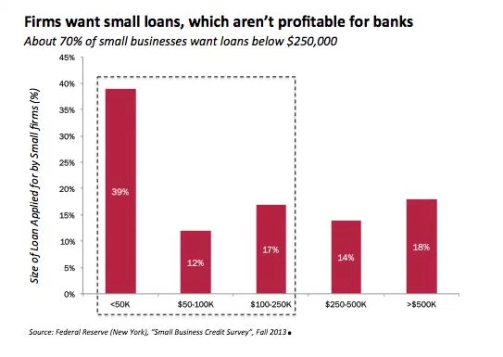 Firms want small loans, which aren't profitable for banks
About 70% of small businesses want loans below $250,000
Size of Loan Applied for by Small firms (%)
45%
40%
35%
30%
25%
20%
15%
10%
5%
0%
39%
12%
17%
14%
18%
<50K
$50-100K
$100-250K
$250-500K
>$500K
Source: Federal Reserve (New York), "Small Business Credit Survey", Fall 2013.